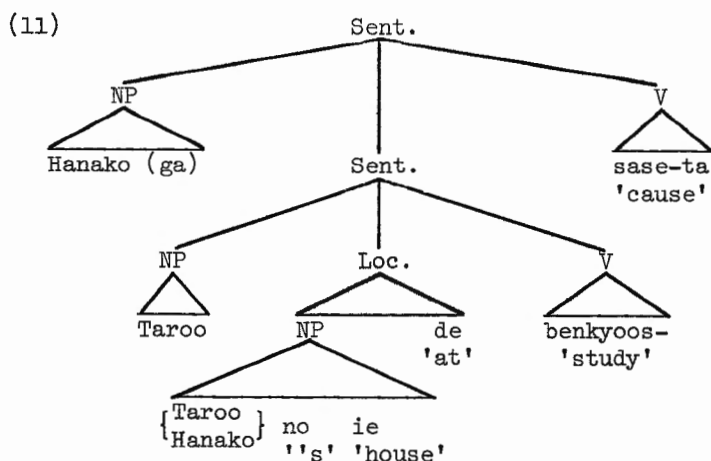 (11) Sent.
NP V
Hanako (ga) sase-ta
'cause'
Sent.
NP Loc. V
Taroo NP de benkyoos-
'at' 'study'
{Taroo
Hanako} no ie
''s' 'house'